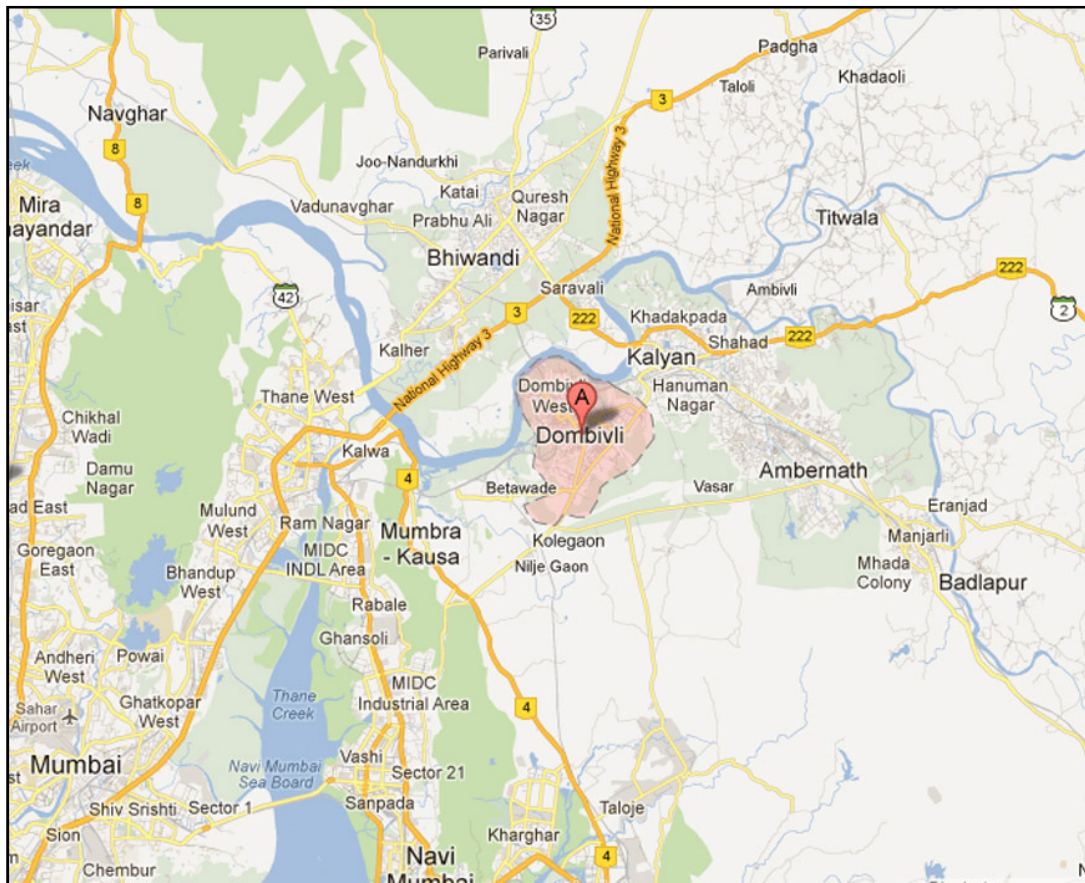 35
Padgha
Parivali
Khadaoli
Taloli
3
Navghar
8
Joo-Nandurkhi
National Highway 3
Creek
Katai
Quresh
Nagar
Mira
8
Vadunavghar
Prabhu Ali
Titwala
ayandar
Bhiwandi
222
Saravali
Ambivli
42
3
222
Khadakpada
2
222
Shahad
Kalher
Kalyan
National Highway 3
Thane West
Dombivli
West
Hanuman
Nagar
A
Chikhal
Wadi
Dombivli
Kalwa
Damu
Nagar
4
Ambernath
Betawade
Vasar
Mulund
West
ad East
Eranjad
Ram Nagar
Mumbra
- Kausa
Manjarli
Kolegaon
Goregaon
East
MIDC
INDL Area
Nilje Gaon
Mhada
Colony
Bhandup
West
Badlapur
Rabale
Ghansoli
Powai
Andheri
West
MIDC
Industrial Area
Thane
Creek
Ghatkopar
West
Sahar
Airport
4
Vashi
Mumbai
Navi Mumbai
Sea Board
Sector 21
Shiv Srishti
Sector 1
Sanpada
Taloje
Sion
Kharghar
4
Chembur
Navi
Mumbai